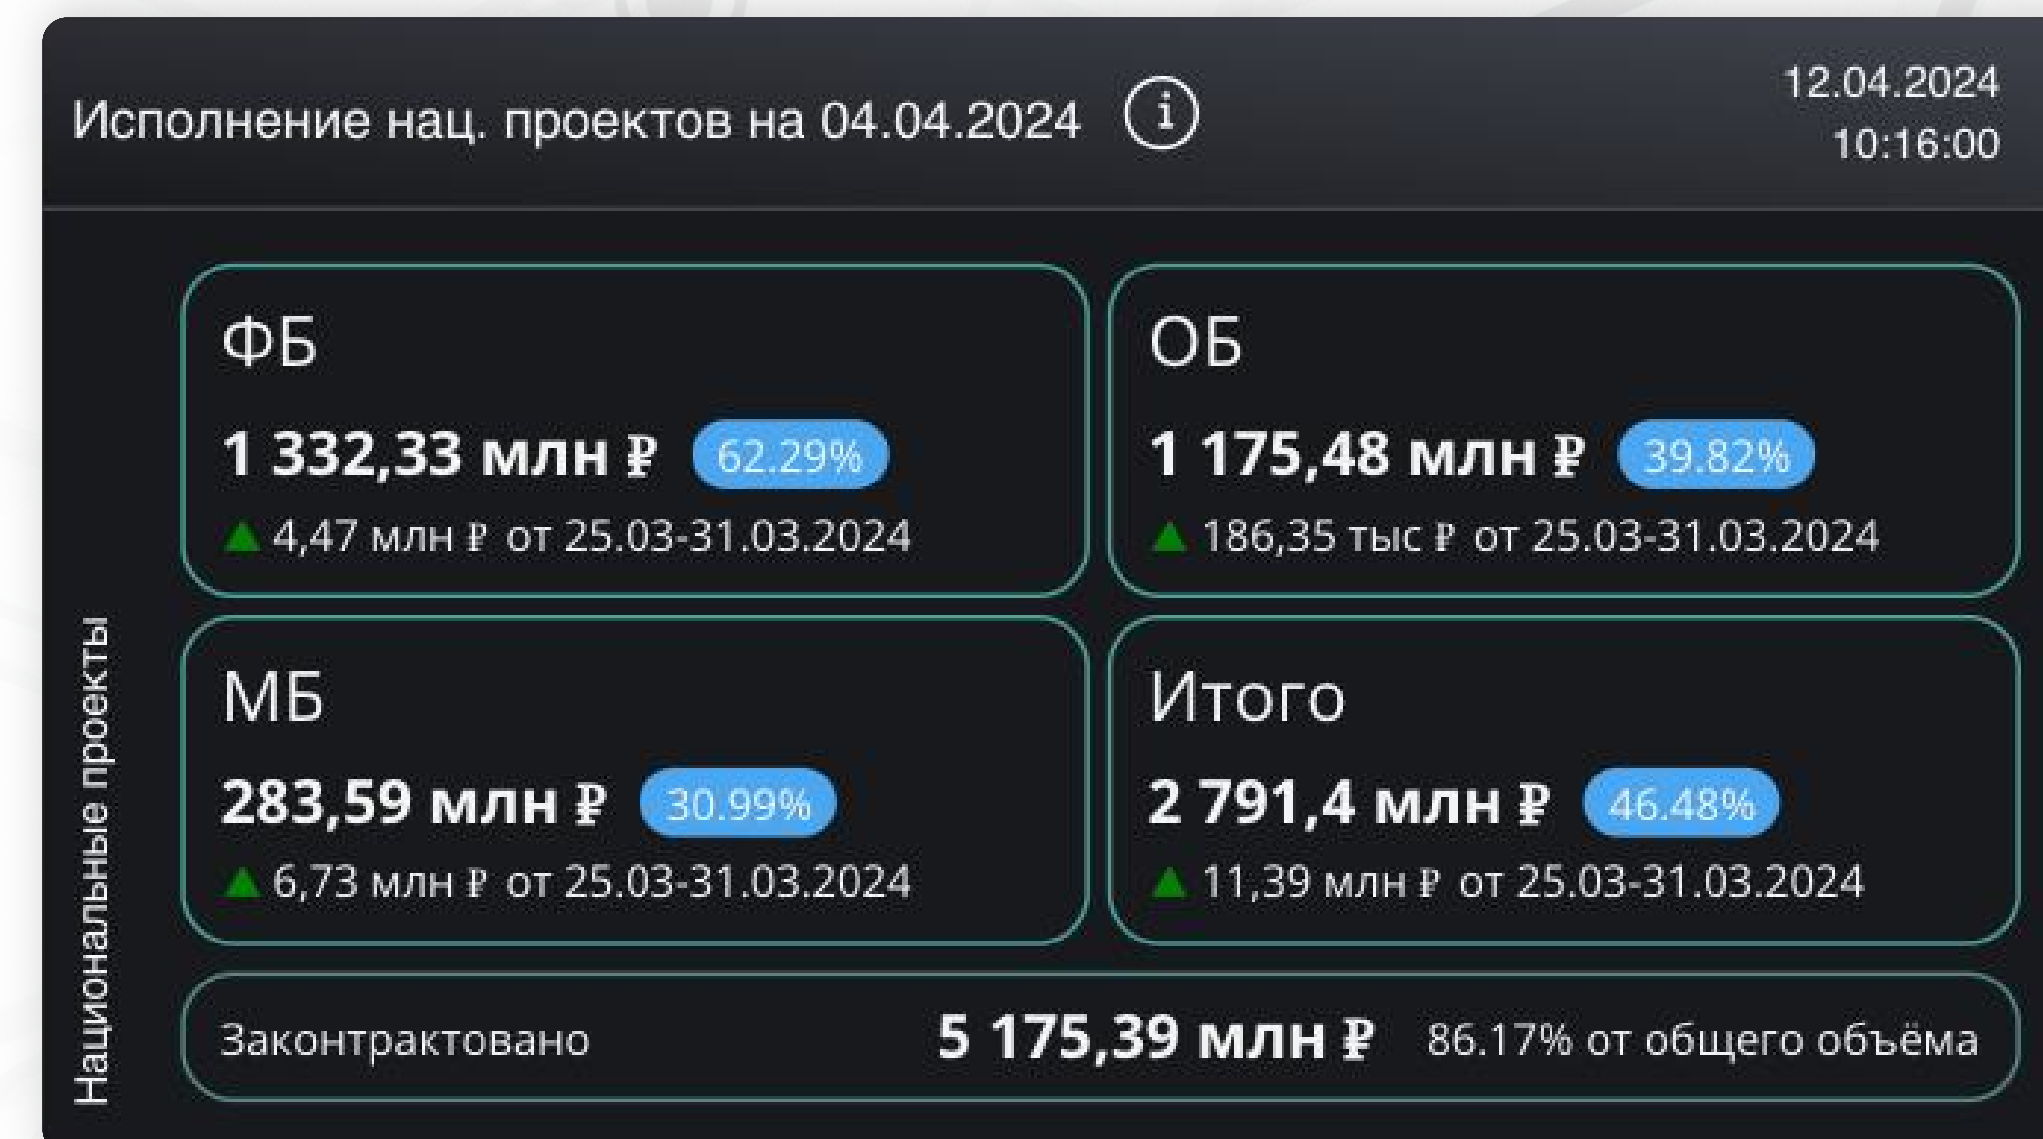 Исполнение нац. проектов на 04.04.2024 i
12.04.2024
10:16:00
Национальные проекты
ФБ
1 332,33 млн ₽ 62.29%
▲ 4,47 млн ₽ от 25.03-31.03.2024
ОБ
1 175,48 млн ₽ 39.82%
▲ 186,35 тыс ₽ от 25.03-31.03.2024
МБ
283,59 млн ₽ 30.99%
▲ 6,73 млн ₽ от 25.03-31.03.2024
Итого
2 791,4 млн ₽ 46.48%
▲ 11,39 млн ₽ от 25.03-31.03.2024
Законтрактовано 5 175,39 млн ₽ 86.17% от общего объёма